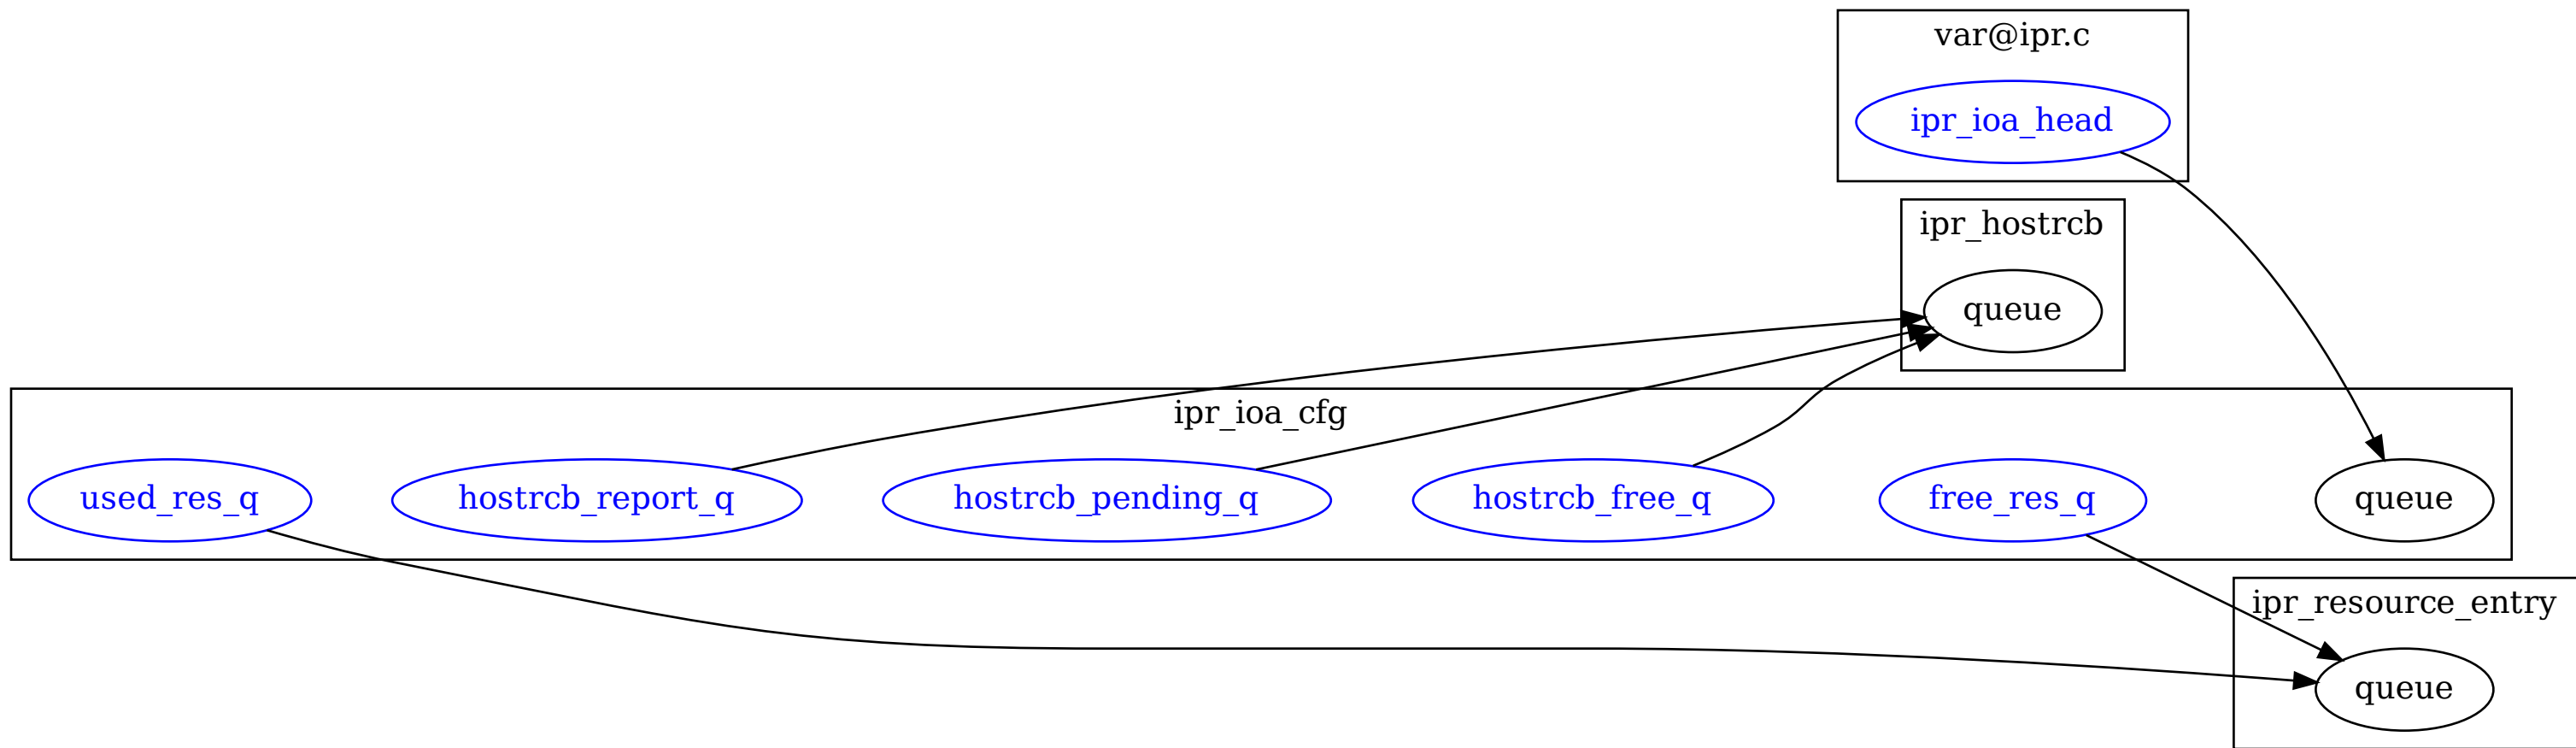 var@ipr.c
ipr_ioa_head
ipr_hostrcb
queue
ipr_ioa_cfg
used_res_q
hostrcb_report_q
hostrcb_pending_q
hostrcb_free_q
free_res_q
queue
ipr_resource_entry
queue